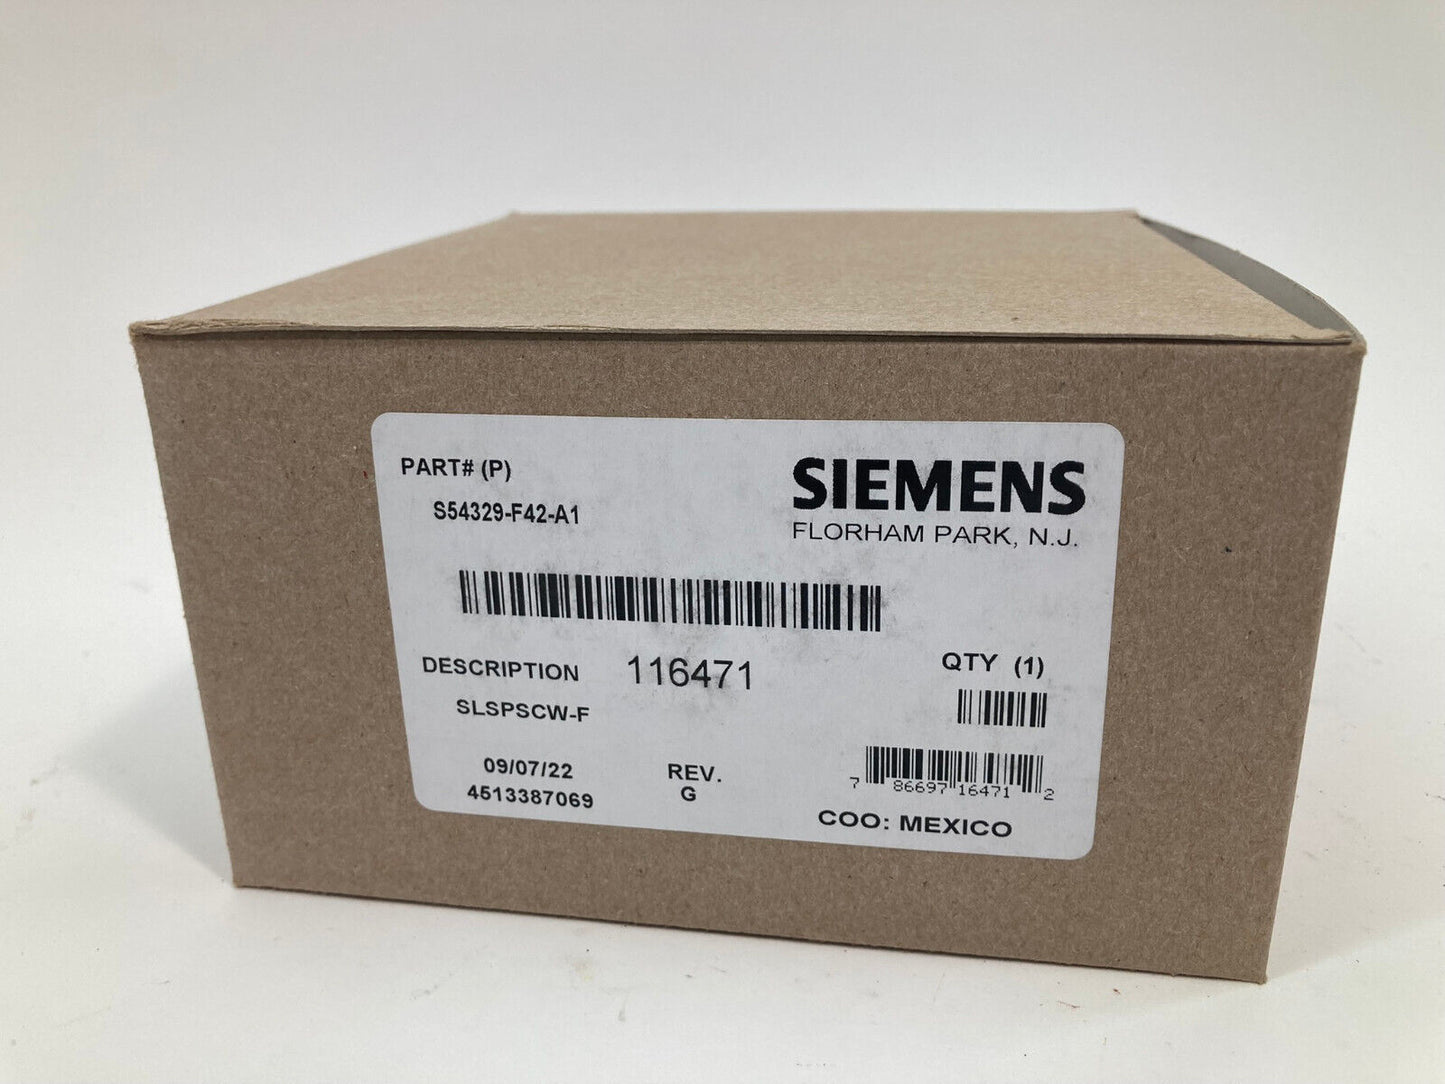 PART# (P)
S54329-F42-A1
SIEMENS
FLORHAM PARK, N.J.
DESCRIPTION 116471
SLSPSCW-F
QTY (1)
09/07/22
4513387069
REV.
G
7 86697 16471 2
COO: MEXICO